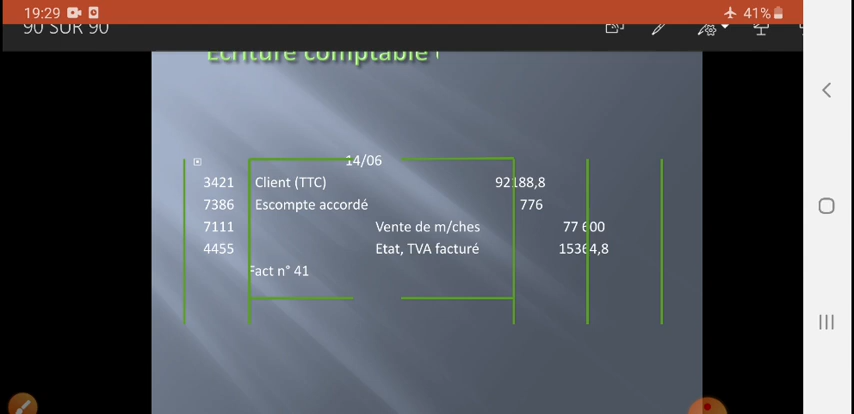 19:29 41%
90 SUR 90
Ecriture comptable
14/06
3421 Client (TTC) 92188,8
7386 Escompte accordé 776
7111 Vente de m/ches 77 600
4455 Etat, TVA facturé 15364,8
Fact n° 41